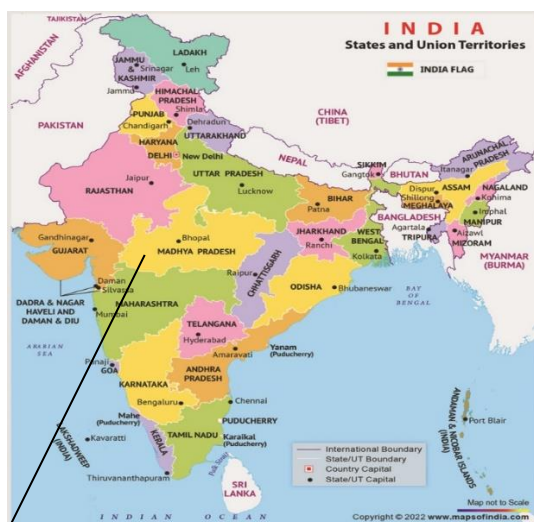 INDIA
States and Union Territories
INDIA FLAG
TAJIKISTAN
AFGHANISTAN
LADAKH
JAMMU
&
KASHMIR
Srinagar
Leh
Jammu
HIMACHAL
PRADESH
Shimla
PUNJAB
Chandigarh
Dehradun
UTTARAKHAND
CHINA
(TIBET)
PAKISTAN
HARYANA
DELHI
New Delhi
NEPAL
ARUNACHAL
PRADESH
Itanagar
SIKKIM
Gangtok
BHUTAN
RAJASTHAN
Jaipur
UTTAR PRADESH
Lucknow
Dispur
ASSAM
NAGALAND
Kohima
Shillong
MEGHALAYA
BIHAR
Patna
BANGLADESH
Imphal
MANIPUR
Agartala
Aizawl
TRIPURA
MIZORAM
JHARKHAND
Ranchi
WEST
BENGAL
Kolkata
MYANMAR
(BURMA)
Gandhinagar
GUJARAT
Bhopal
MADHYA PRADESH
CHHATTISGARH
Raipur
Daman
Silvassa
DADRA & NAGAR
HAVELI AND
DAMAN & DIU
Mumbai
MAHARASHTRA
ODISHA
Bhubaneswar
BAY
OF
BENGAL
ARABIAN
SEA
TELANGANA
Hyderabad
Yanam
(Puducherry)
Amaravati
Panaji
GOA
ANDHRA
PRADESH
KARNATAKA
Bengaluru
Chennai
Mahe
(Puducherry)
PUDUCHERRY
Karaikal
(Puducherry)
LAKSHADWEEP
(INDIA)
Kavaratti
KERALA
TAMIL NADU
Thiruvananthapuram
SRI
LANKA
ANDAMAN & NICOBAR ISLANDS
(INDIA)
Port Blair
International Boundary
State/UT Boundary
Country Capital
State/UT Capital
Map not to Scale
INDIAN OCEAN
Copyright © 2022 www.mapsofindia.com